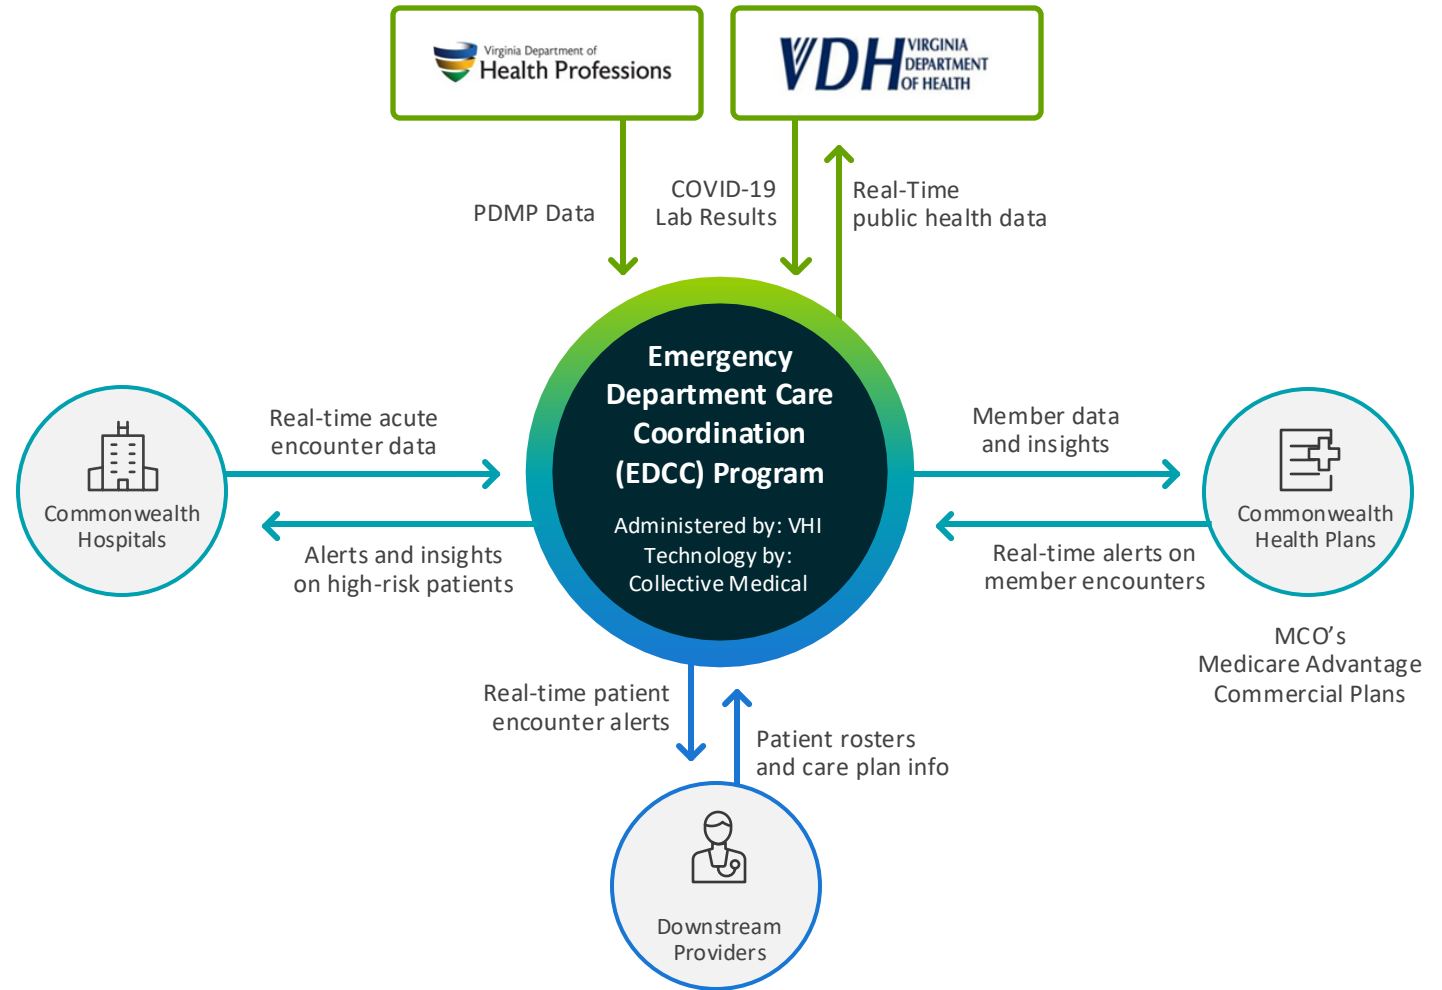 Virginia Department of
Health Professions
VDH
VIRGINIA
DEPARTMENT
OF HEALTH
PDMP Data
COVID-19
Lab Results
Real-Time
public health data
Emergency
Department Care
Coordination
(EDCC) Program
Administered by: VHI
Technology by:
Collective Medical
Real-time acute
encounter data
Commonwealth
Hospitals
Alerts and insights
on high-risk patients
Member data
and insights
Commonwealth
Health Plans
Real-time alerts on
member encounters
MCO’s
Medicare Advantage
Commercial Plans
Real-time patient
encounter alerts
Patient rosters
and care plan info
Downstream
Providers